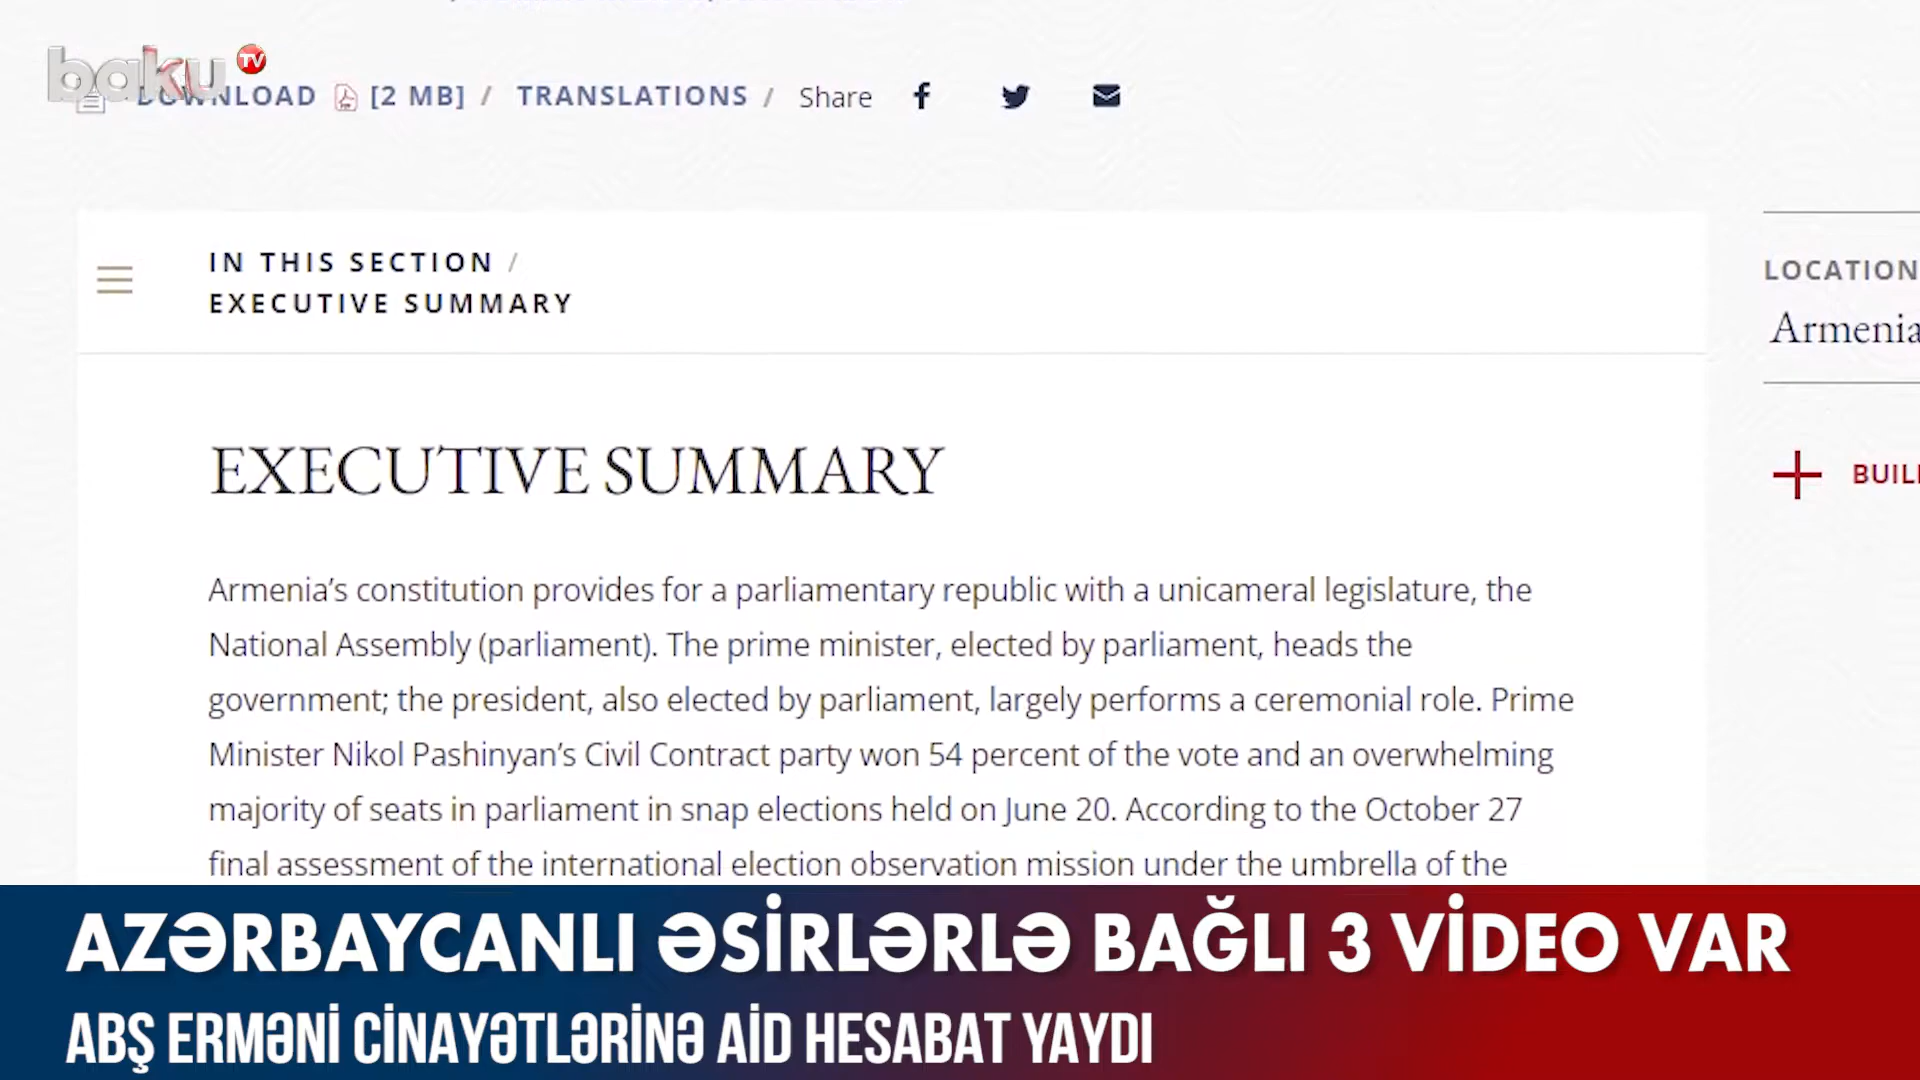 baku TV
DOWNLOAD [2 MB] / TRANSLATIONS / Share
IN THIS SECTION /
EXECUTIVE SUMMARY
LOCATION
Armenia
BUIL
EXECUTIVE SUMMARY
Armenia’s constitution provides for a parliamentary republic with a unicameral legislature, the
National Assembly (parliament). The prime minister, elected by parliament, heads the
government; the president, also elected by parliament, largely performs a ceremonial role. Prime
Minister Nikol Pashinyan’s Civil Contract party won 54 percent of the vote and an overwhelming
majority of seats in parliament in snap elections held on June 20. According to the October 27
final assessment of the international election observation mission under the umbrella of the
AZƏRBAYCANLI ƏSİRLƏRLƏ BAĞLI 3 VİDEO VAR
ABŞ ERMƏNİ CİNAYƏTLƏRİNƏ AİD HESABAT YAYDI